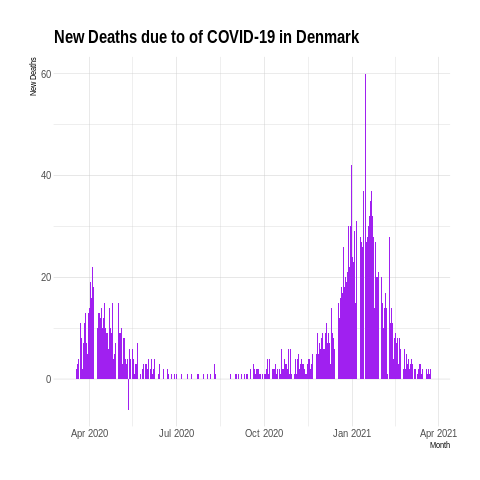 New Deaths due to of COVID-19 in Denmark
New Deaths
60
40
20
0
Apr 2020 Jul 2020 Oct 2020 Jan 2021 Apr 2021
Month